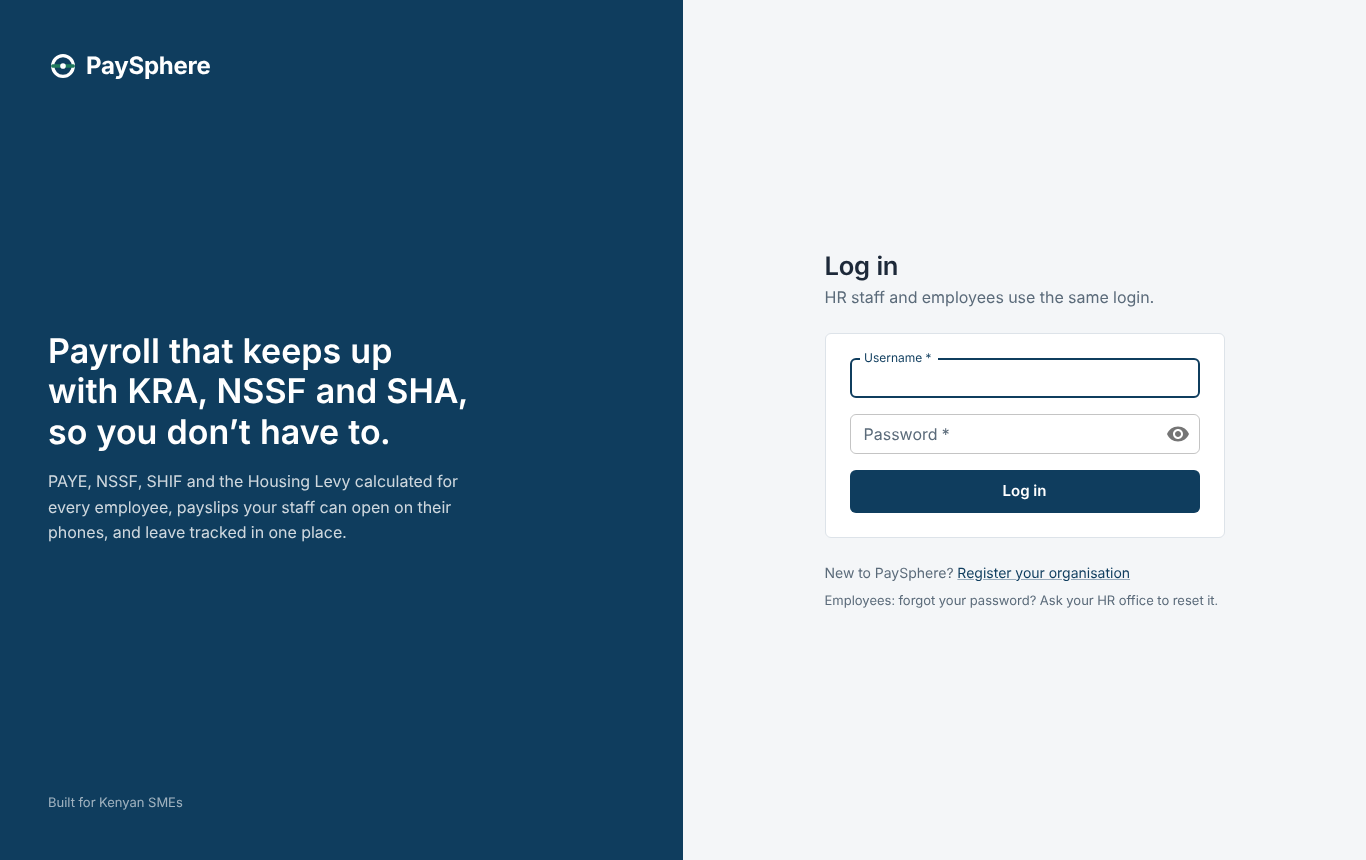 PaySphere
Payroll that keeps up
with KRA, NSSF and SHA,
so you don’t have to.
PAYE, NSSF, SHIF and the Housing Levy calculated for
every employee, payslips your staff can open on their
phones, and leave tracked in one place.
Built for Kenyan SMEs
Log in
HR staff and employees use the same login.
Username *
Password *
Log in
New to PaySphere? Register your organisation
Employees: forgot your password? Ask your HR office to reset it.